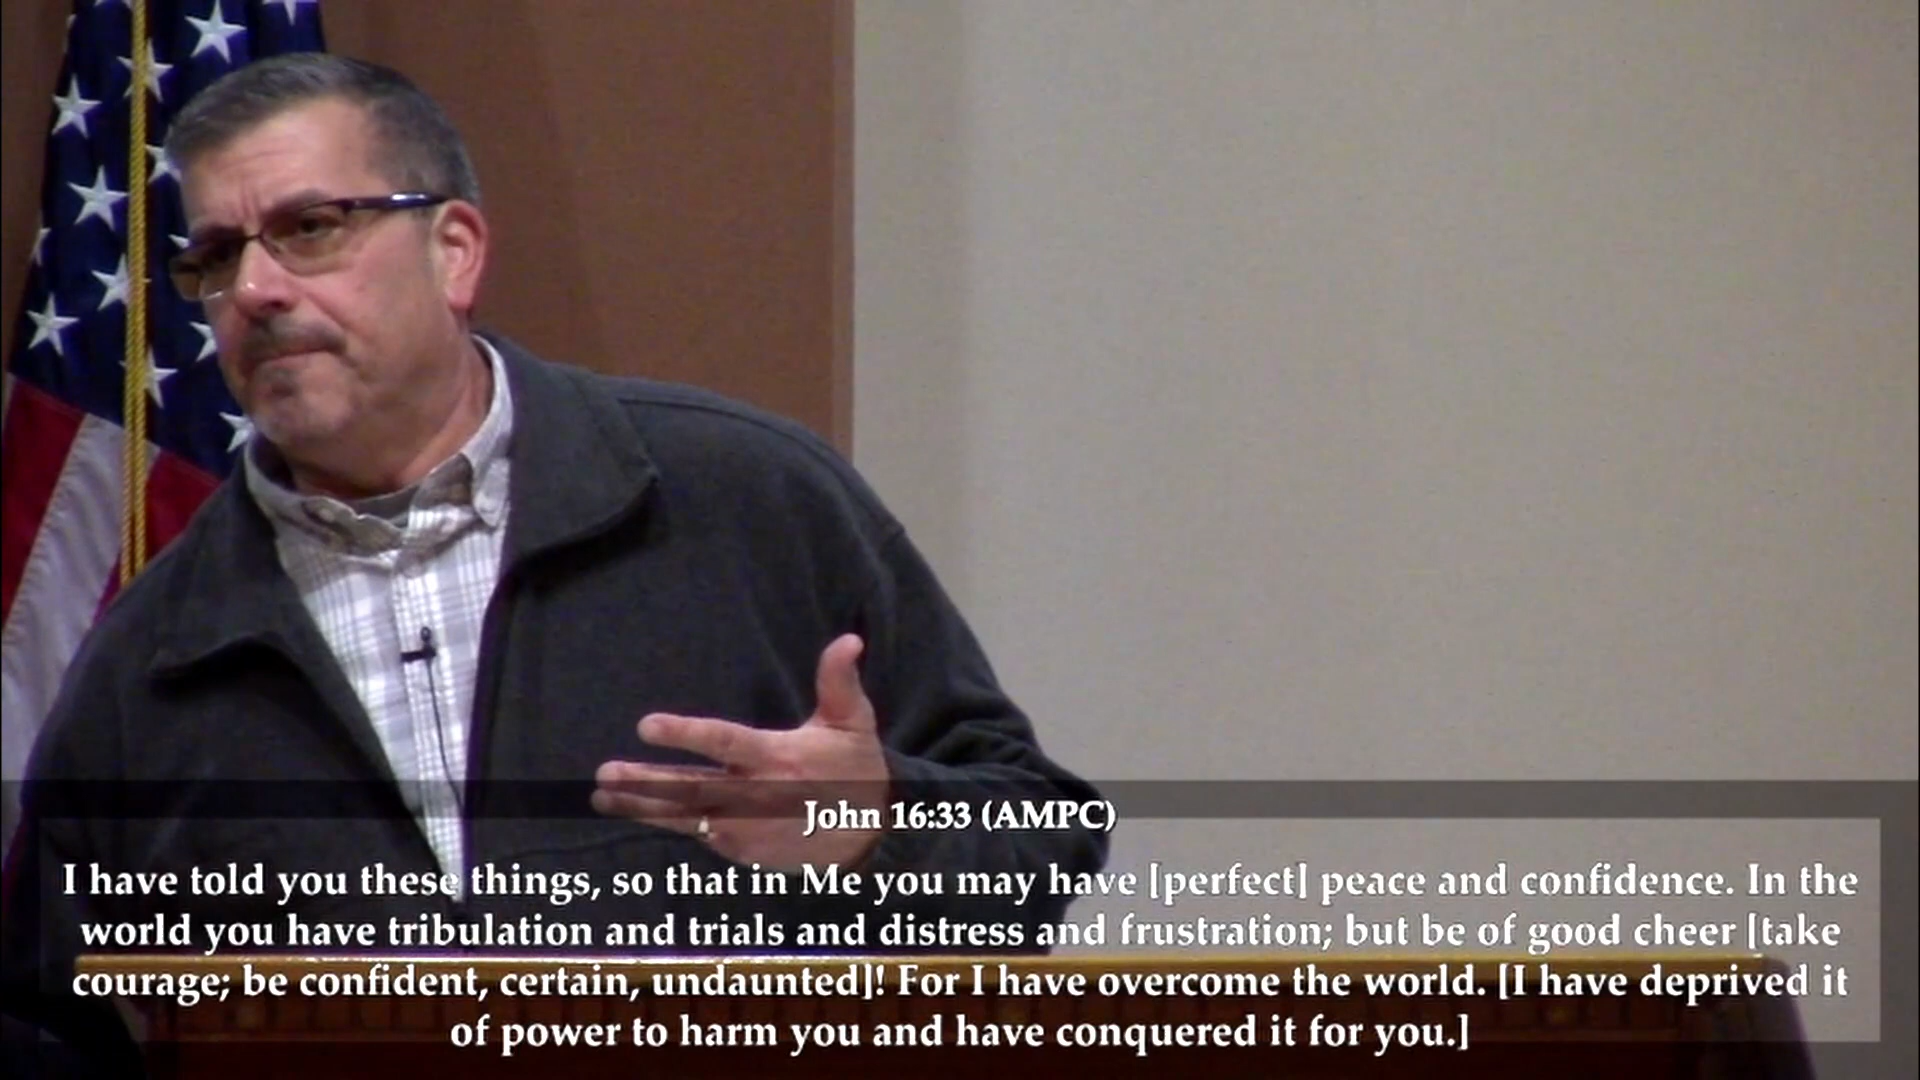 John 16:33 (AMPC)
I have told you these things, so that in Me you may have [perfect] peace and confidence. In the
world you have tribulation and trials and distress and frustration; but be of good cheer [take
courage; be confident, certain, undaunted]! For I have overcome the world. [I have deprived it
of power to harm you and have conquered it for you.]